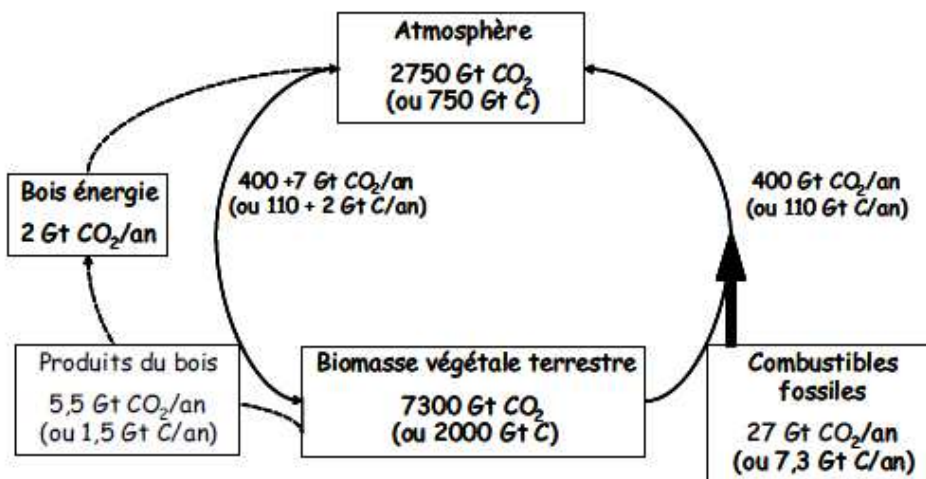 Atmosphère
2750 Gt CO₂
(ou 750 Gt C)
400 +7 Gt CO₂/an
(ou 110 + 2 Gt C/an)
400 Gt CO₂/an
(ou 110 Gt C/an)
Bois énergie
2 Gt CO₂/an
Produits du bois
5,5 Gt CO₂/an
(ou 1,5 Gt C/an)
Biomasse végétale terrestre
7300 Gt CO₂
(ou 2000 Gt C)
Combustibles
fossiles
27 Gt CO₂/an
(ou 7,3 Gt C/an)